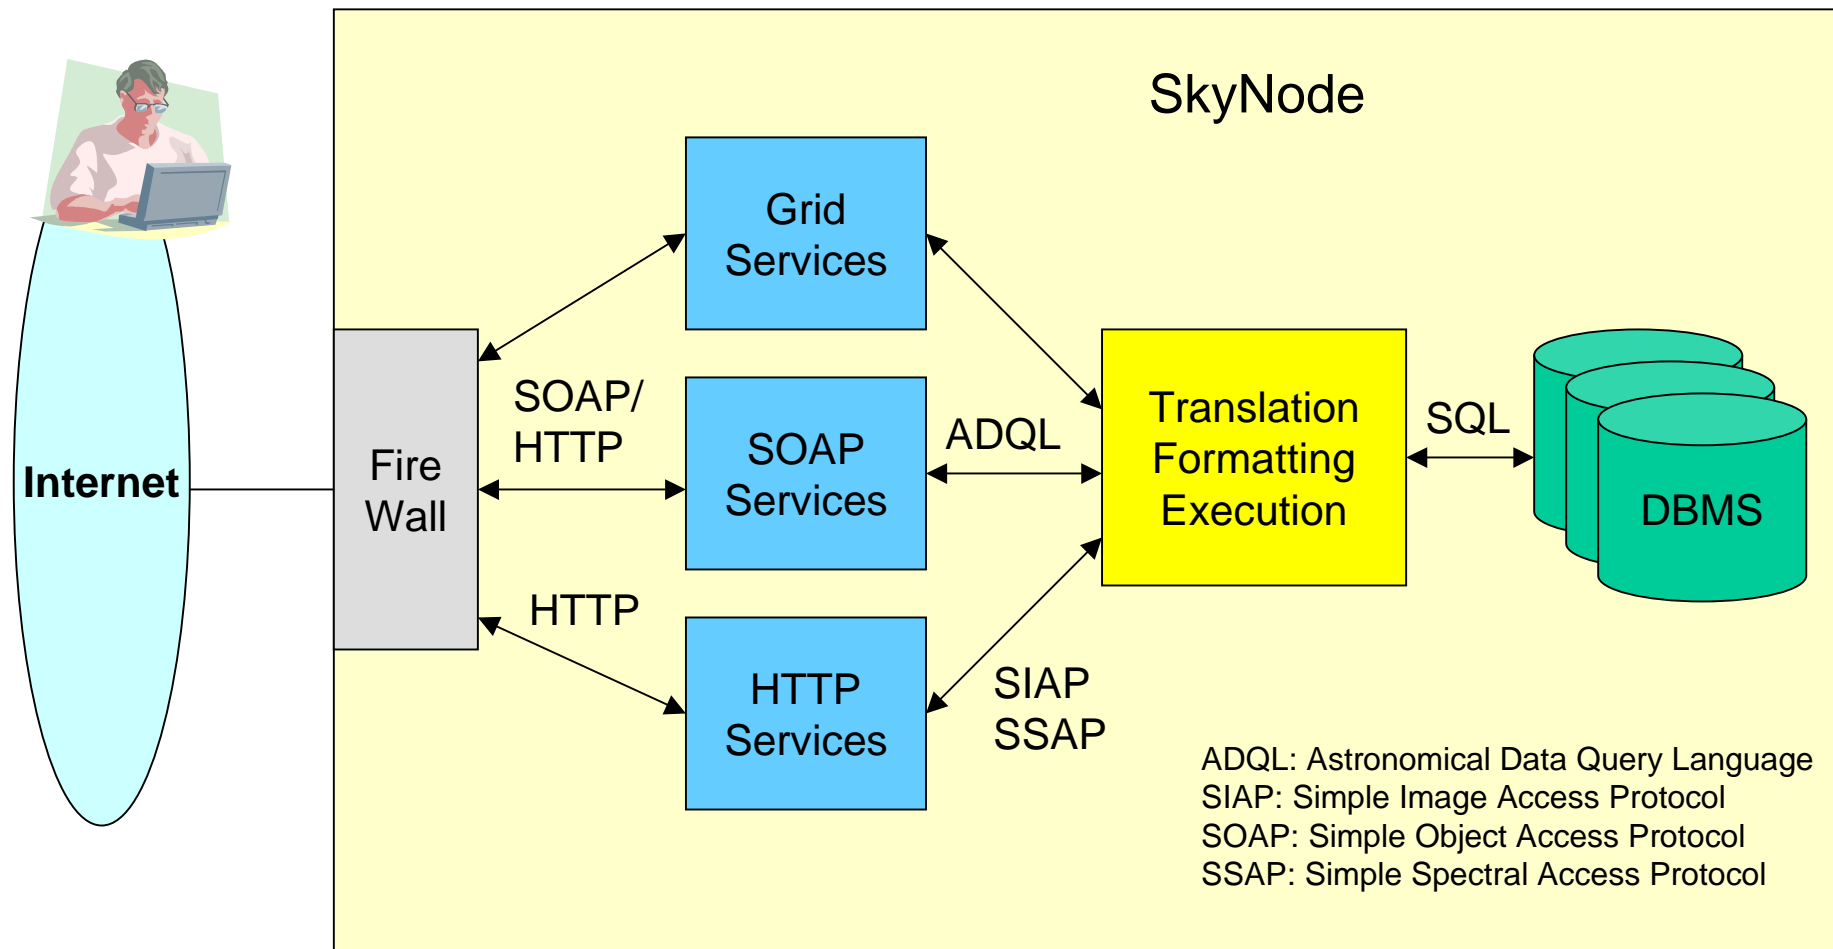 SkyNode
Grid
Services
SOAP/
HTTP
SOAP
Services
ADQL
Translation
Formatting
Execution
SQL
DBMS
Fire
Wall
Internet
HTTP
HTTP
Services
SIAP
SSAP
ADQL: Astronomical Data Query Language
SIAP: Simple Image Access Protocol
SOAP: Simple Object Access Protocol
SSAP: Simple Spectral Access Protocol